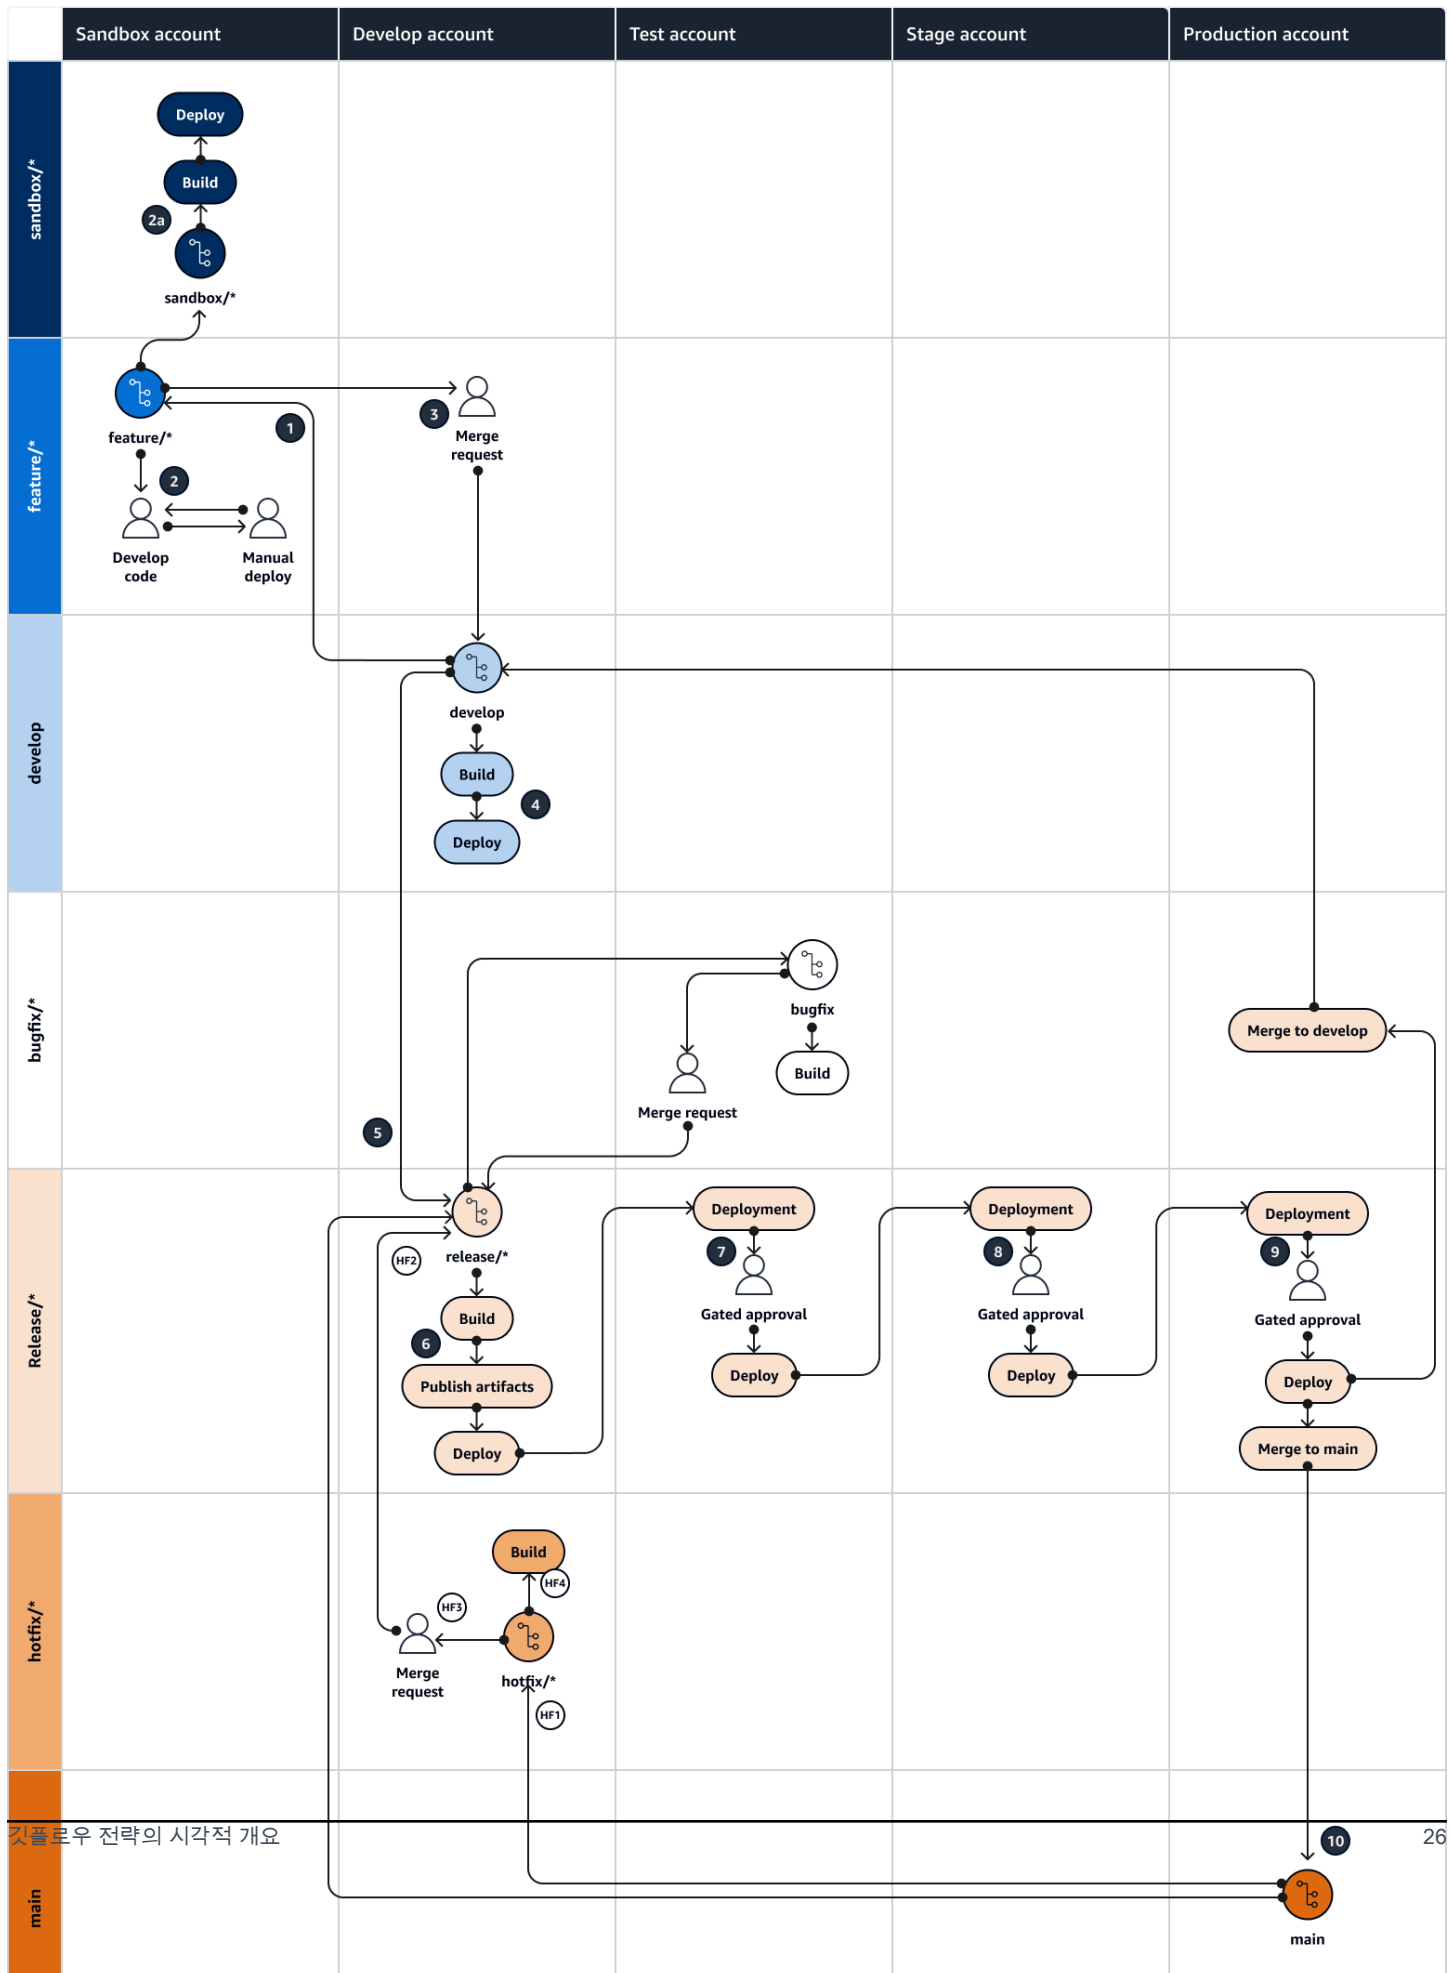 Sandbox account
Develop account
Test account
Stage account
Production account
sandbox/*
Deploy
Build
2a
sandbox/*
feature/*
feature/*
1
3
Merge
request
2
Develop
code
Manual
deploy
develop
develop
Build
4
Deploy
bugfix/*
bugfix
Build
Merge request
Merge to develop
5
Release/*
release/*
HF2
Build
6
Publish artifacts
Deploy
Deployment
7
Gated approval
Deploy
Deployment
8
Gated approval
Deploy
Deployment
9
Gated approval
Deploy
Merge to main
hotfix/*
Build
HF4
HF3
Merge
request
hotfix/*
HF1
깃플로우 전략의 시각적 개요
26
10
main
main